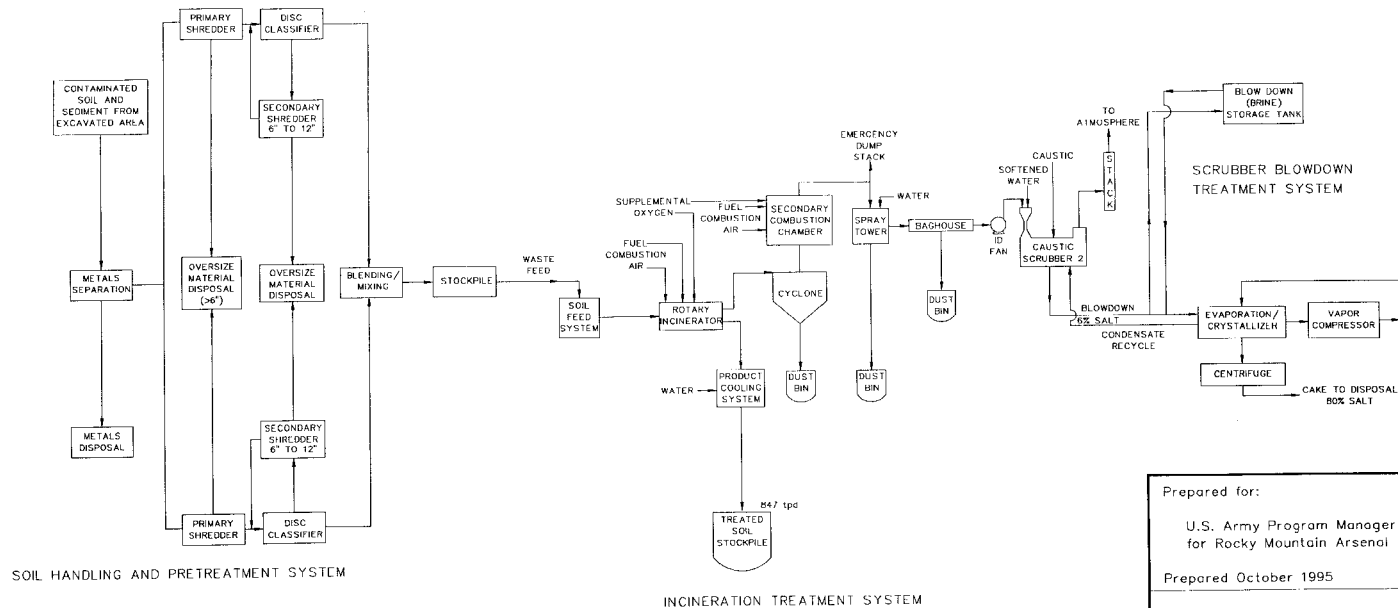 PRIMARY
SHREDDER
DISC
CLASSIFIER
CONTAMINATED
SOIL AND
SEDIMENT FROM
EXCAVATED AREA
SECONDARY
SHREDDER
6" TO 12"
METALS
SEPARATION
OVERSIZE
MATERIAL
DISPOSAL
(>6")
OVERSIZE
MATERIAL
DISPOSAL
BLENDING/
MIXING
STOCKPILE
METALS
DISPOSAL
SECONDARY
SHREDDER
6" TO 12"
PRIMARY
SHREDDER
DISC
CLASSIFIER
SOIL HANDLING AND PRETREATMENT SYSTEM
WASTE
FEED
SOIL
FEED
SYSTEM
FUEL
COMBUSTION
AIR
SUPPLEMENTAL
OXYGEN
FUEL
COMBUSTION
AIR
ROTARY
INCINERATOR
EMERGENCY
DUMP
STACK
SECONDARY
COMBUSTION
CHAMBER
CYCLONE
DUST
BIN
WATER
PRODUCT
COOLING
SYSTEM
847 tpd
TREATED
SOIL
STOCKPILE
WATER
SPRAY
TOWER
DUST
BIN
BAGHOUSE
DUST
BIN
ID
FAN
CAUSTIC
SOFTENED
WATER
CAUSTIC
SCRUBBER 2
TO
ATMOSPHERE
STACK
INCINERATION TREATMENT SYSTEM
BLOW DOWN
(BRINE)
STORAGE TANK
SCRUBBER BLOWDOWN
TREATMENT SYSTEM
BLOWDOWN
6% SALT
CONDENSATE
RECYCLE
EVAPORATION/
CRYSTALLIZER
VAPOR
COMPRESSOR
CENTRIFUGE
CAKE TO DISPOSAL
80% SALT
Prepared for:
U.S. Army Program Manager
for Rocky Mountain Arsenal
Prepared October 1995